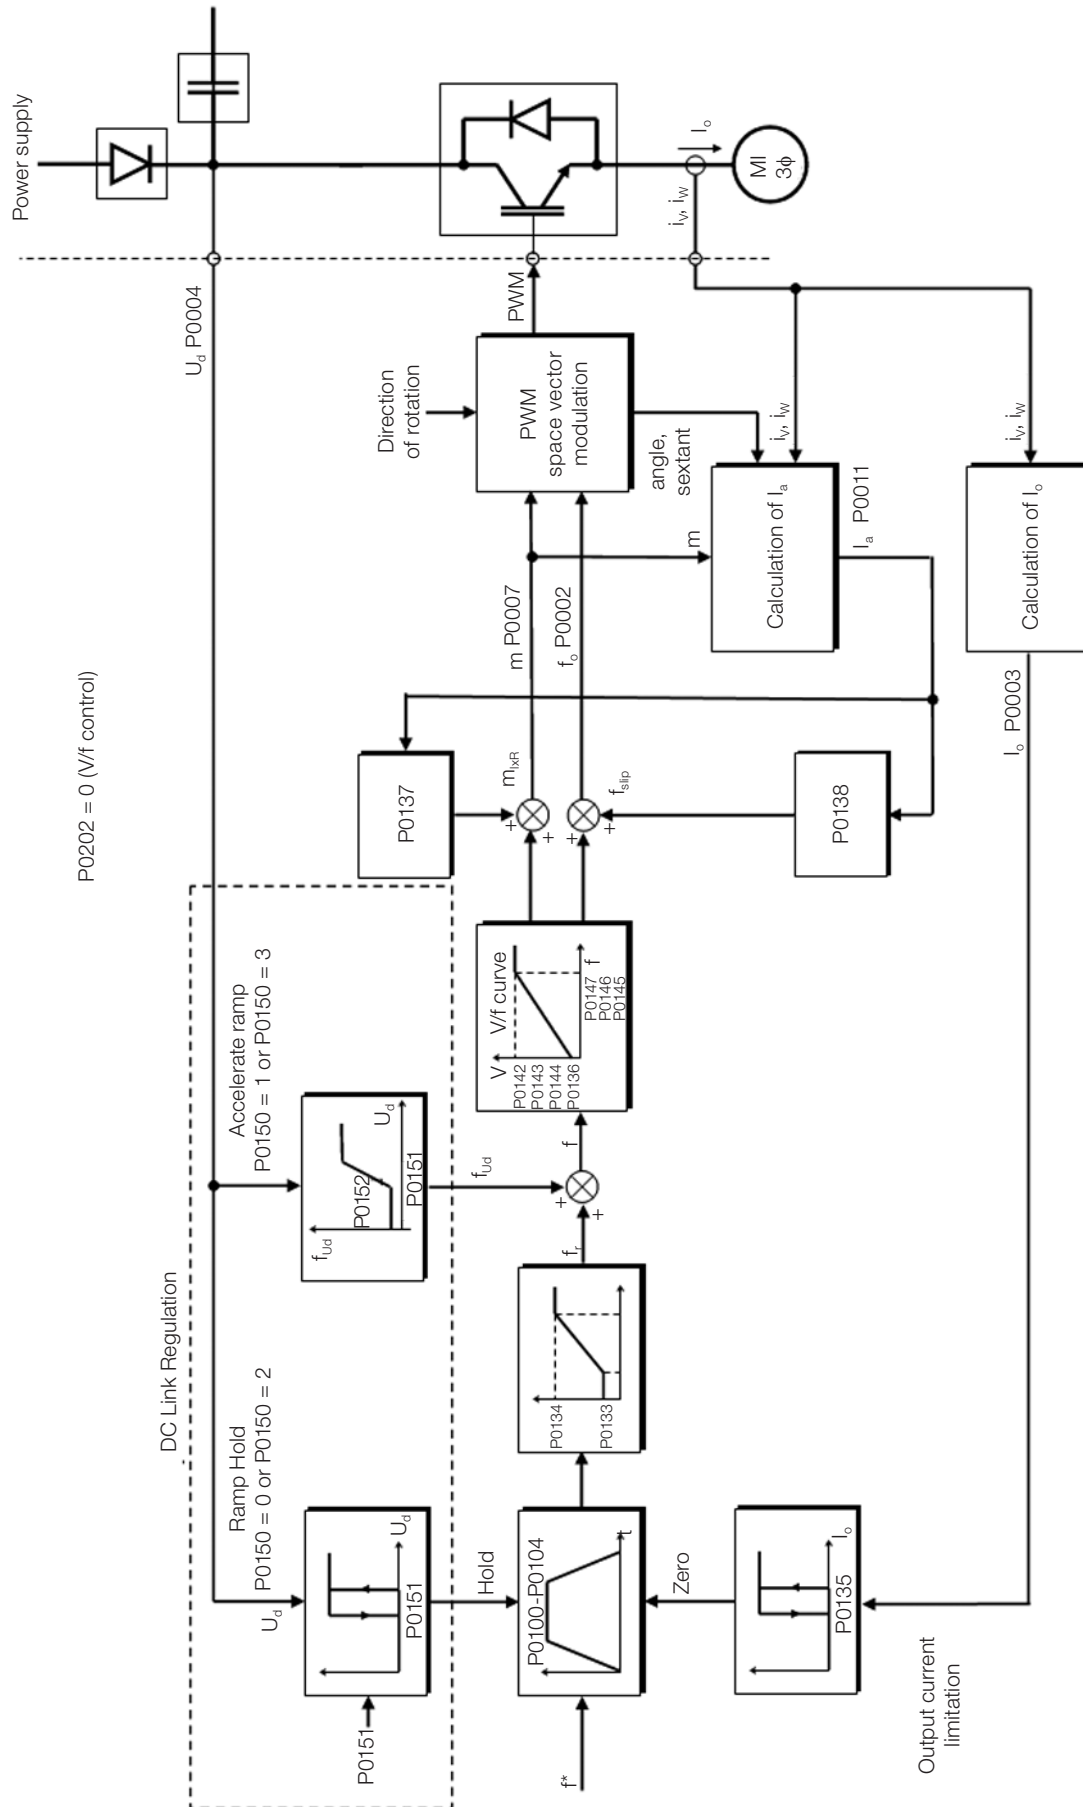 P0202 = 0 (V/f control)
Power supply
DC Link Regulation
U_d P0004
Ramp Hold
P0150 = 0 or P0150 = 2
Accelerate ramp
P0150 = 1 or P0150 = 3
U_d
P0151
U_d
P0151
Hold
f_Ud
U_d
P0152
P0151
f_Ud
f*
P0100-P0104
t
Zero
P0134
P0133
f_r
+
+
f
V
V/f curve
P0142
P0143
P0144
P0136
f
P0147
P0146
P0145
P0137
m_IxR
+
+
m P0007
+
+
f_slip
f_o P0002
P0138
Direction
of rotation
PWM
space vector
modulation
PWM
angle,
sextant
m
i_V, i_W
Calculation of I_a
I_a P0011
i_V, i_W
I_o
MI
3ϕ
i_V, i_W
Calculation of I_o
I_o P0003
I_o
P0135
Output current
limitation